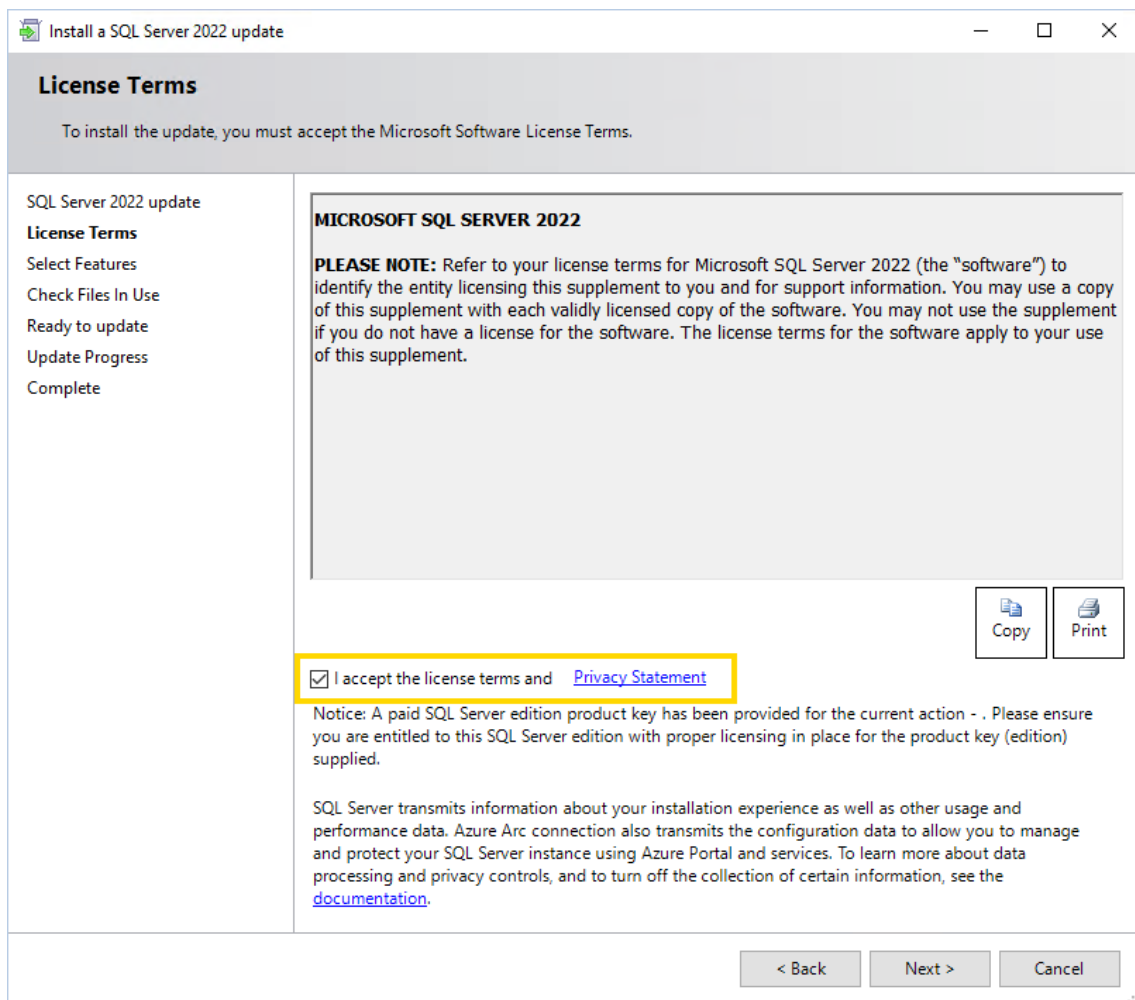 Install a SQL Server 2022 update
License Terms
To install the update, you must accept the Microsoft Software License Terms.
SQL Server 2022 update
License Terms
Select Features
Check Files In Use
Ready to update
Update Progress
Complete
MICROSOFT SQL SERVER 2022
PLEASE NOTE: Refer to your license terms for Microsoft SQL Server 2022 (the “software”) to
identify the entity licensing this supplement to you and for support information. You may use a copy
of this supplement with each validly licensed copy of the software. You may not use the supplement
if you do not have a license for the software. The license terms for the software apply to your use
of this supplement.
Copy
Print
I accept the license terms and Privacy Statement
Notice: A paid SQL Server edition product key has been provided for the current action - . Please ensure
you are entitled to this SQL Server edition with proper licensing in place for the product key (edition)
supplied.
SQL Server transmits information about your installation experience as well as other usage and
performance data. Azure Arc connection also transmits the configuration data to allow you to manage
and protect your SQL Server instance using Azure Portal and services. To learn more about data
processing and privacy controls, and to turn off the collection of certain information, see the
documentation.
< Back
Next >
Cancel